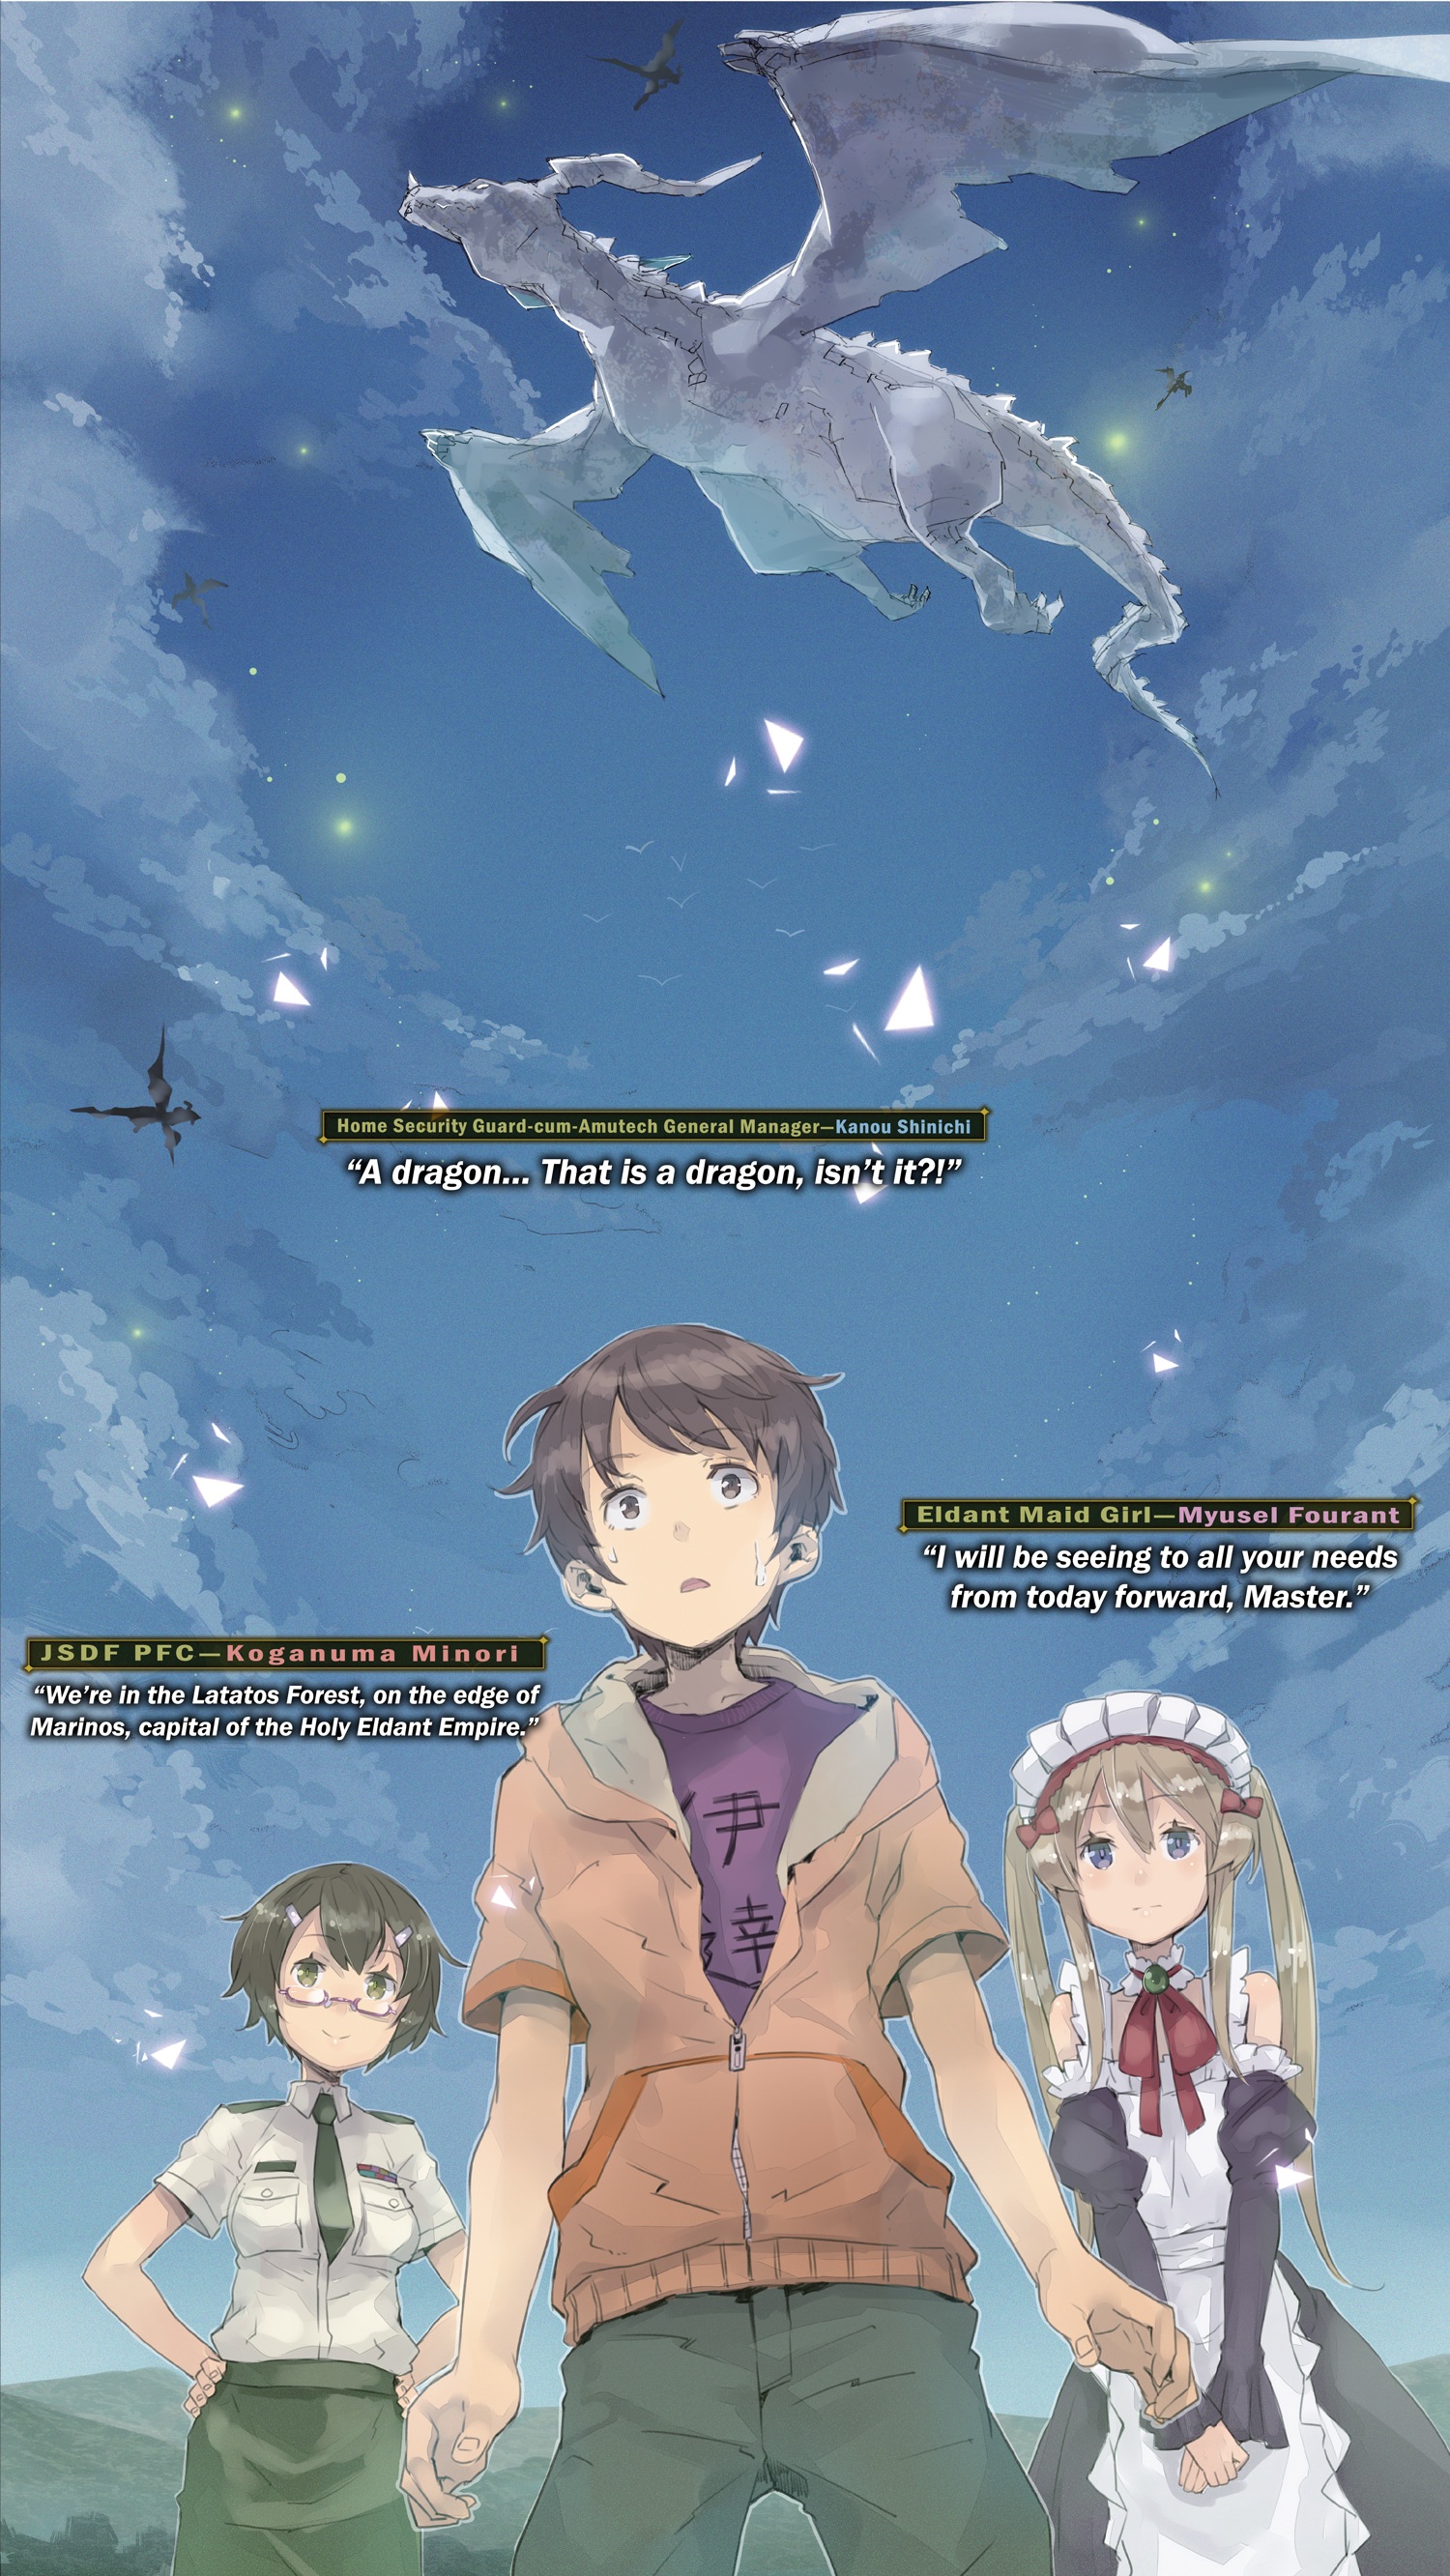 Home Security Guard-cum-Amutech General Manager—Kanou Shinichi
“A dragon... That is a dragon, isn’t it?!”
Eldant Maid Girl—Myusel Fourant
“I will be seeing to all your needs
from today forward, Master.”
JSDF PFC—Koganuma Minori
“We’re in the Latatos Forest, on the edge of
Marinos, capital of the Holy Eldant Empire.”
伊
幸